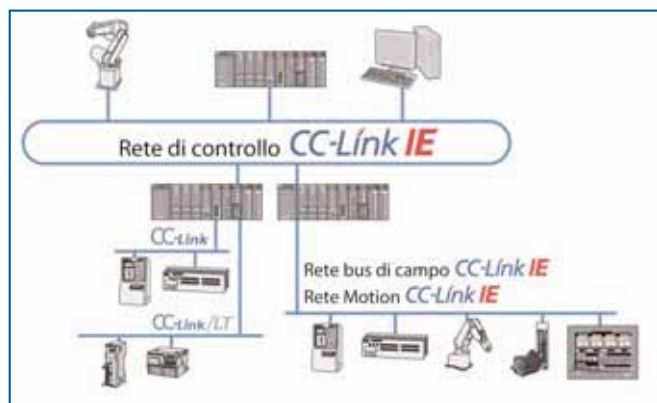 Rete di controllo CC-Link IE
CC-Link
Rete bus di campo CC-Link IE
Rete Motion CC-Link IE
CC-Link/LT